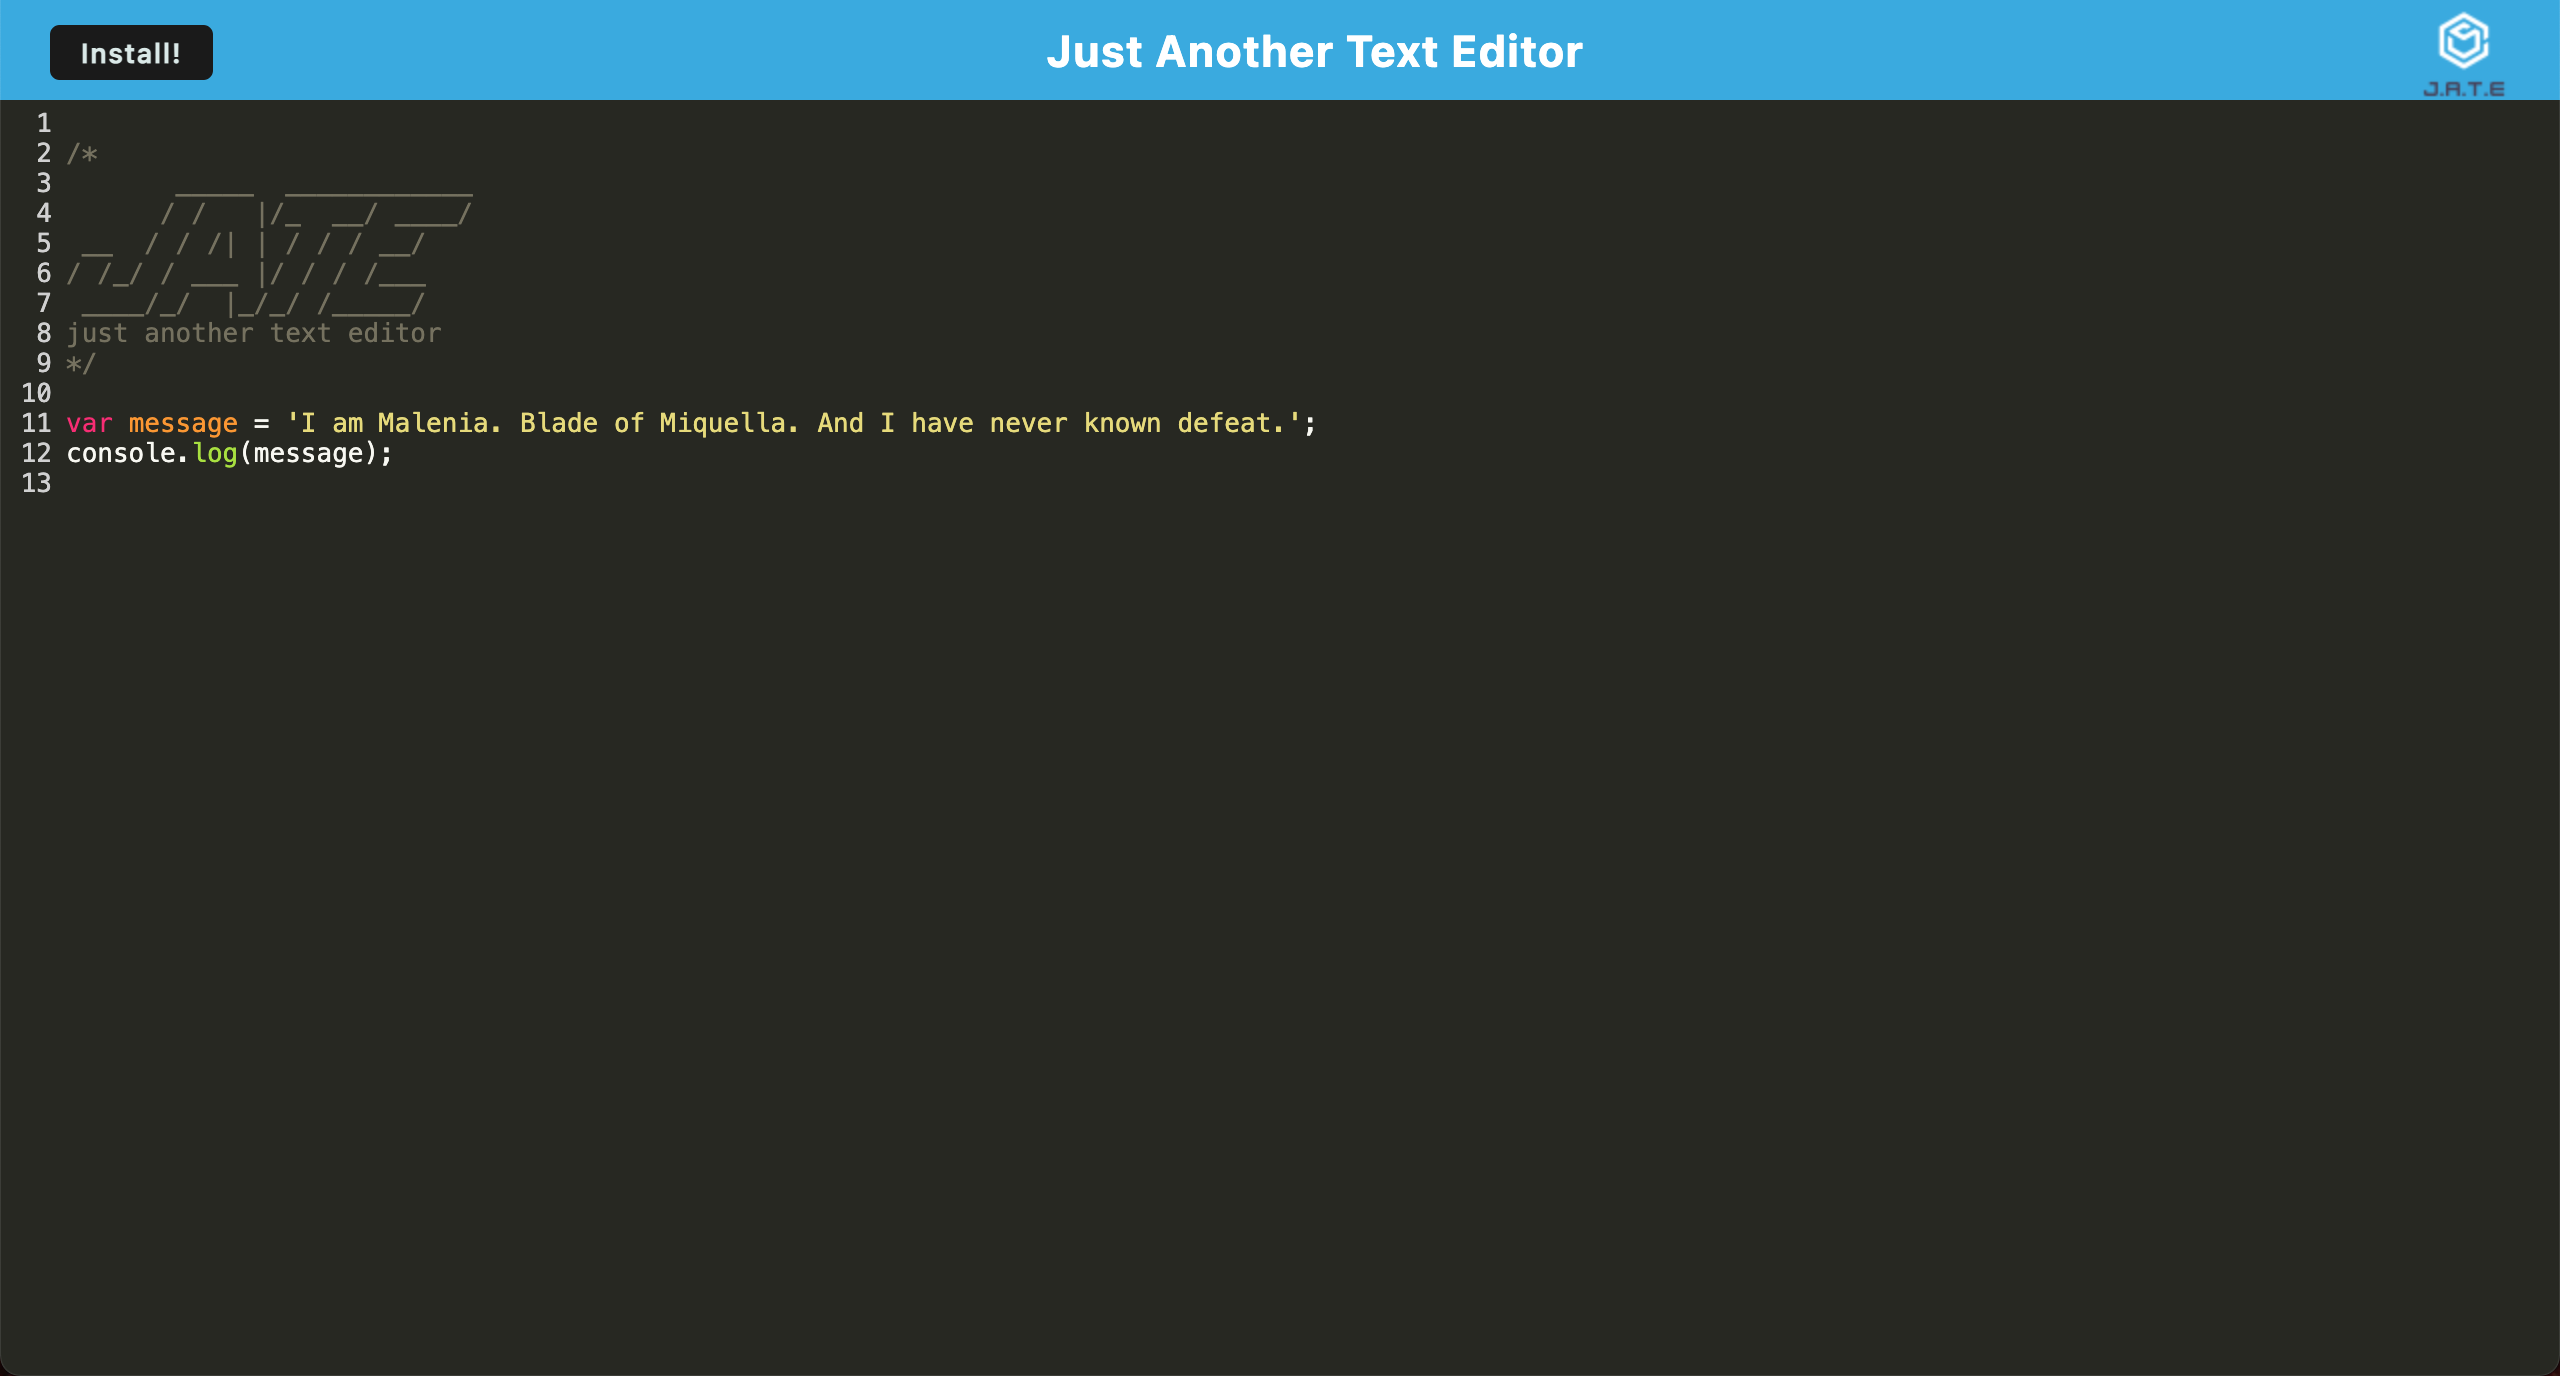 Install!
Just Another Text Editor
J.A.T.E
1
2 /*
3        _____  ____________
4       / /   |/_  __/ ____/
5  __  / / /| | / / / __/
6 / /_/ / ___ |/ / / /___
7  ____/_/  |_/_/ /_____/
8 just another text editor
9 */
10
11 var message = 'I am Malenia. Blade of Miquella. And I have never known defeat.';
12 console.log(message);
13